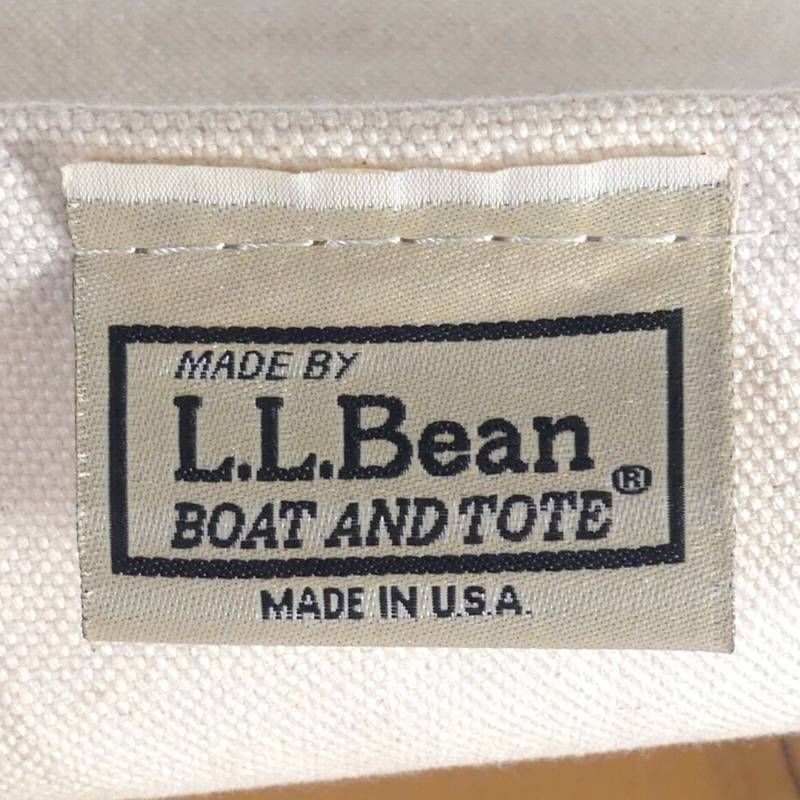 MADE BY
L.L.Bean
BOAT AND TOTE®
MADE IN U.S.A.